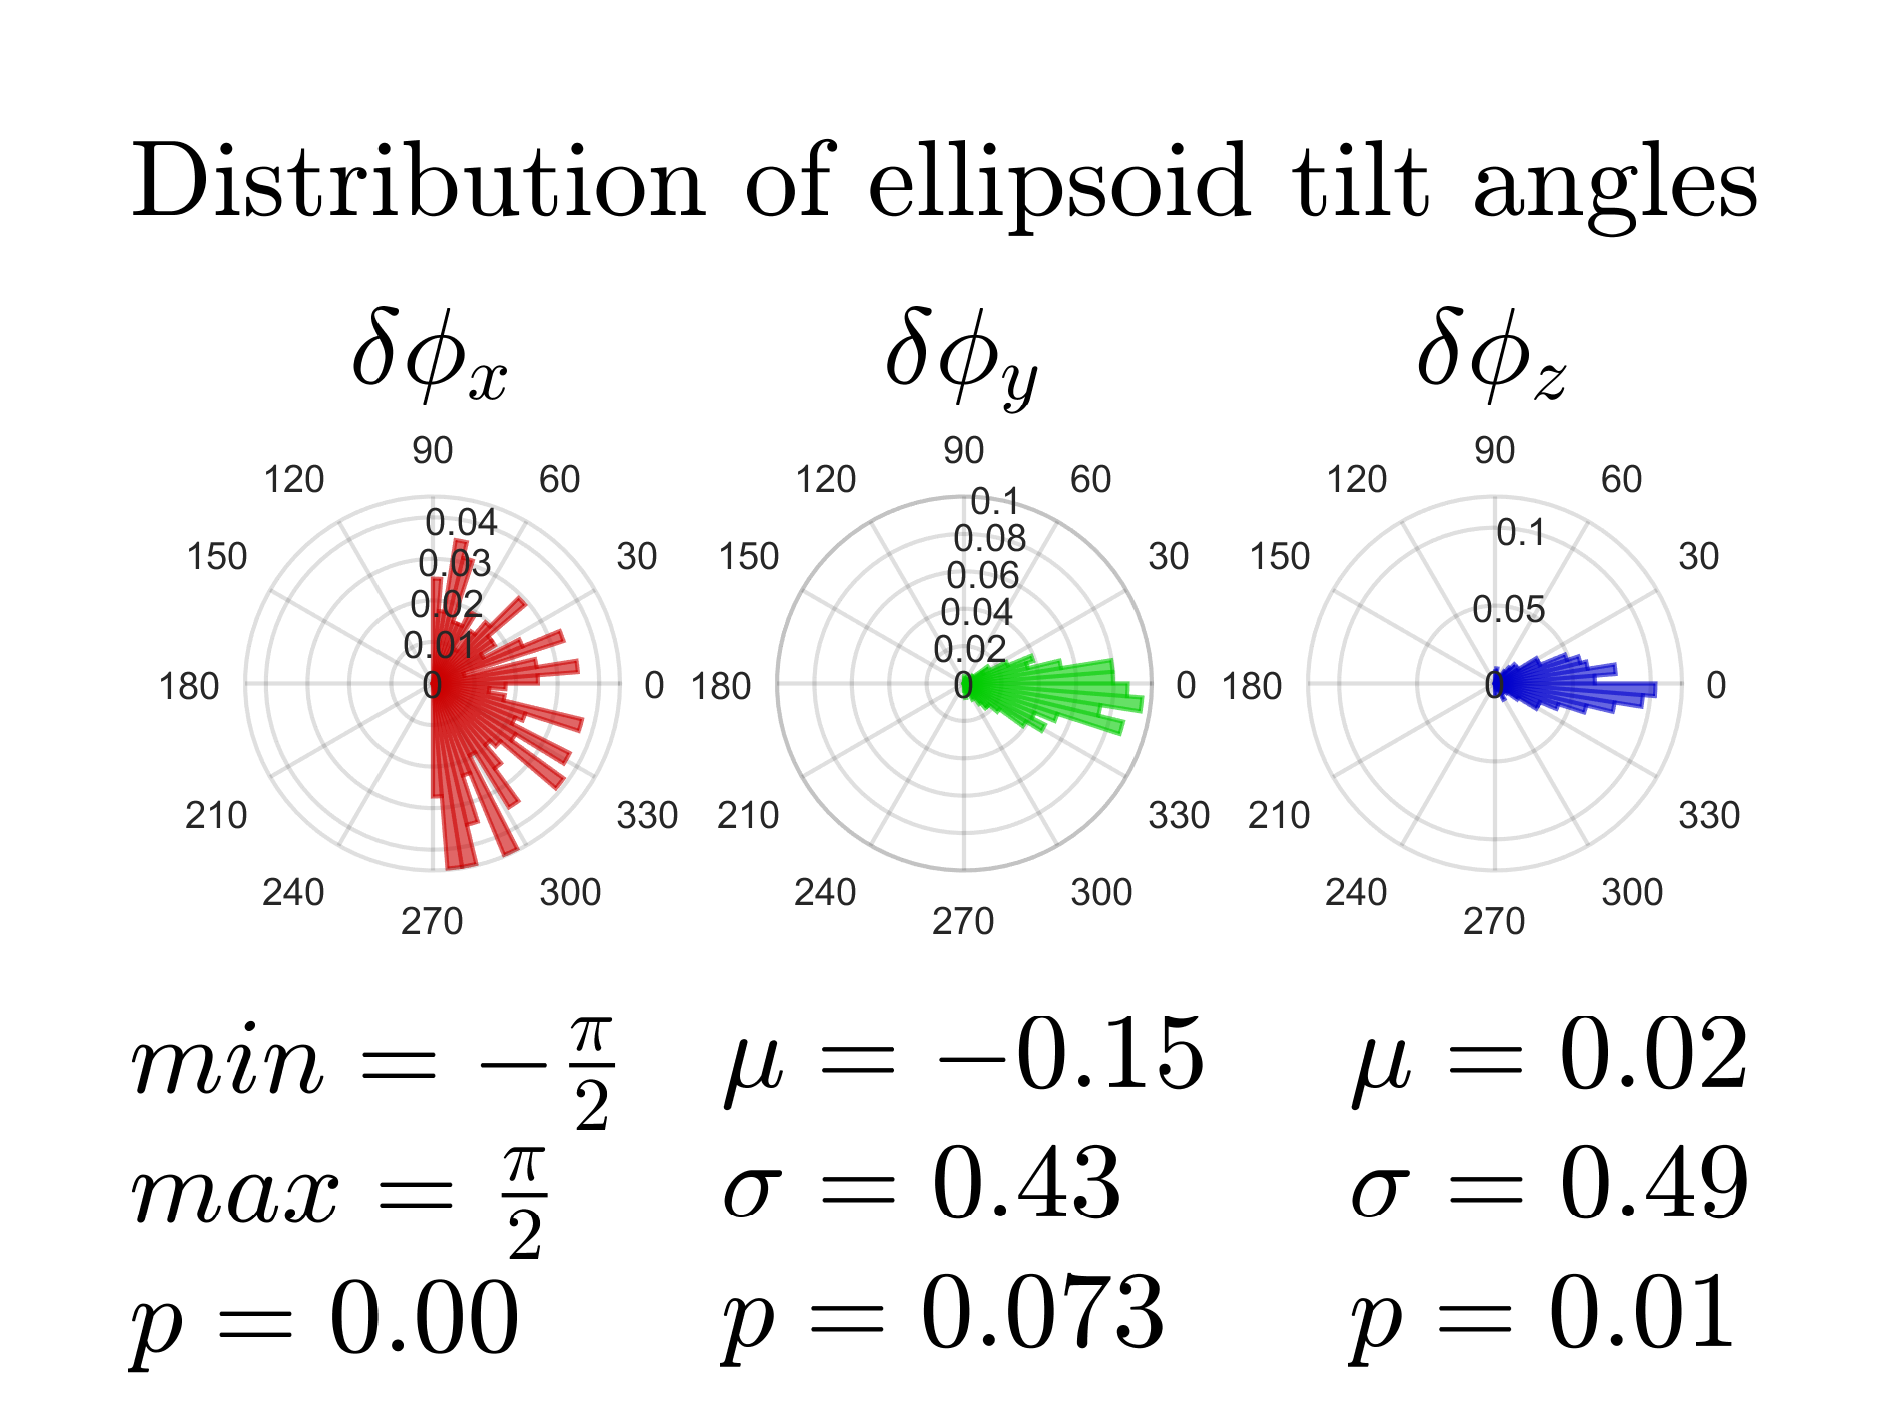 Distribution of ellipsoid tilt angles
δϕ_x δϕ_y δϕ_z
90 90 90
120 60 120 60 120 60
150 30 150 30 150 30
180 0 180 0 180 0
210 330 210 330 210 330
240 300 240 300 240 300
270 270 270
0.04
0.03
0.02
0.01
0
0.1
0.08
0.06
0.04
0.02
0
0.1
0.05
0
min = −π/2 μ = −0.15 μ = 0.02
max = π/2 σ = 0.43 σ = 0.49
p = 0.00 p = 0.073 p = 0.01